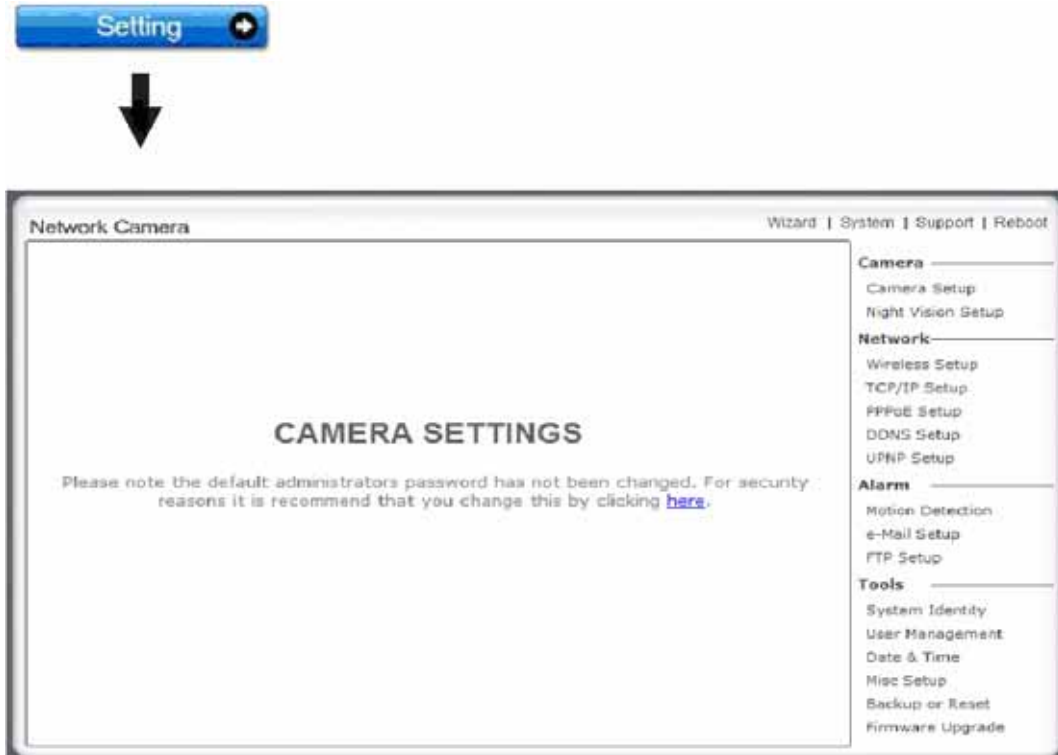 Setting
Network Camera
Wizard | System | Support | Reboot
CAMERA SETTINGS
Please note the default administrators password has not been changed. For security
reasons it is recommend that you change this by clicking here.
Camera
Camera Setup
Night Vision Setup
Network
Wireless Setup
TCP/IP Setup
PPPoE Setup
DDNS Setup
UPNP Setup
Alarm
Motion Detection
e-Mail Setup
FTP Setup
Tools
System Identity
User Management
Date & Time
Misc Setup
Backup or Reset
Firmware Upgrade